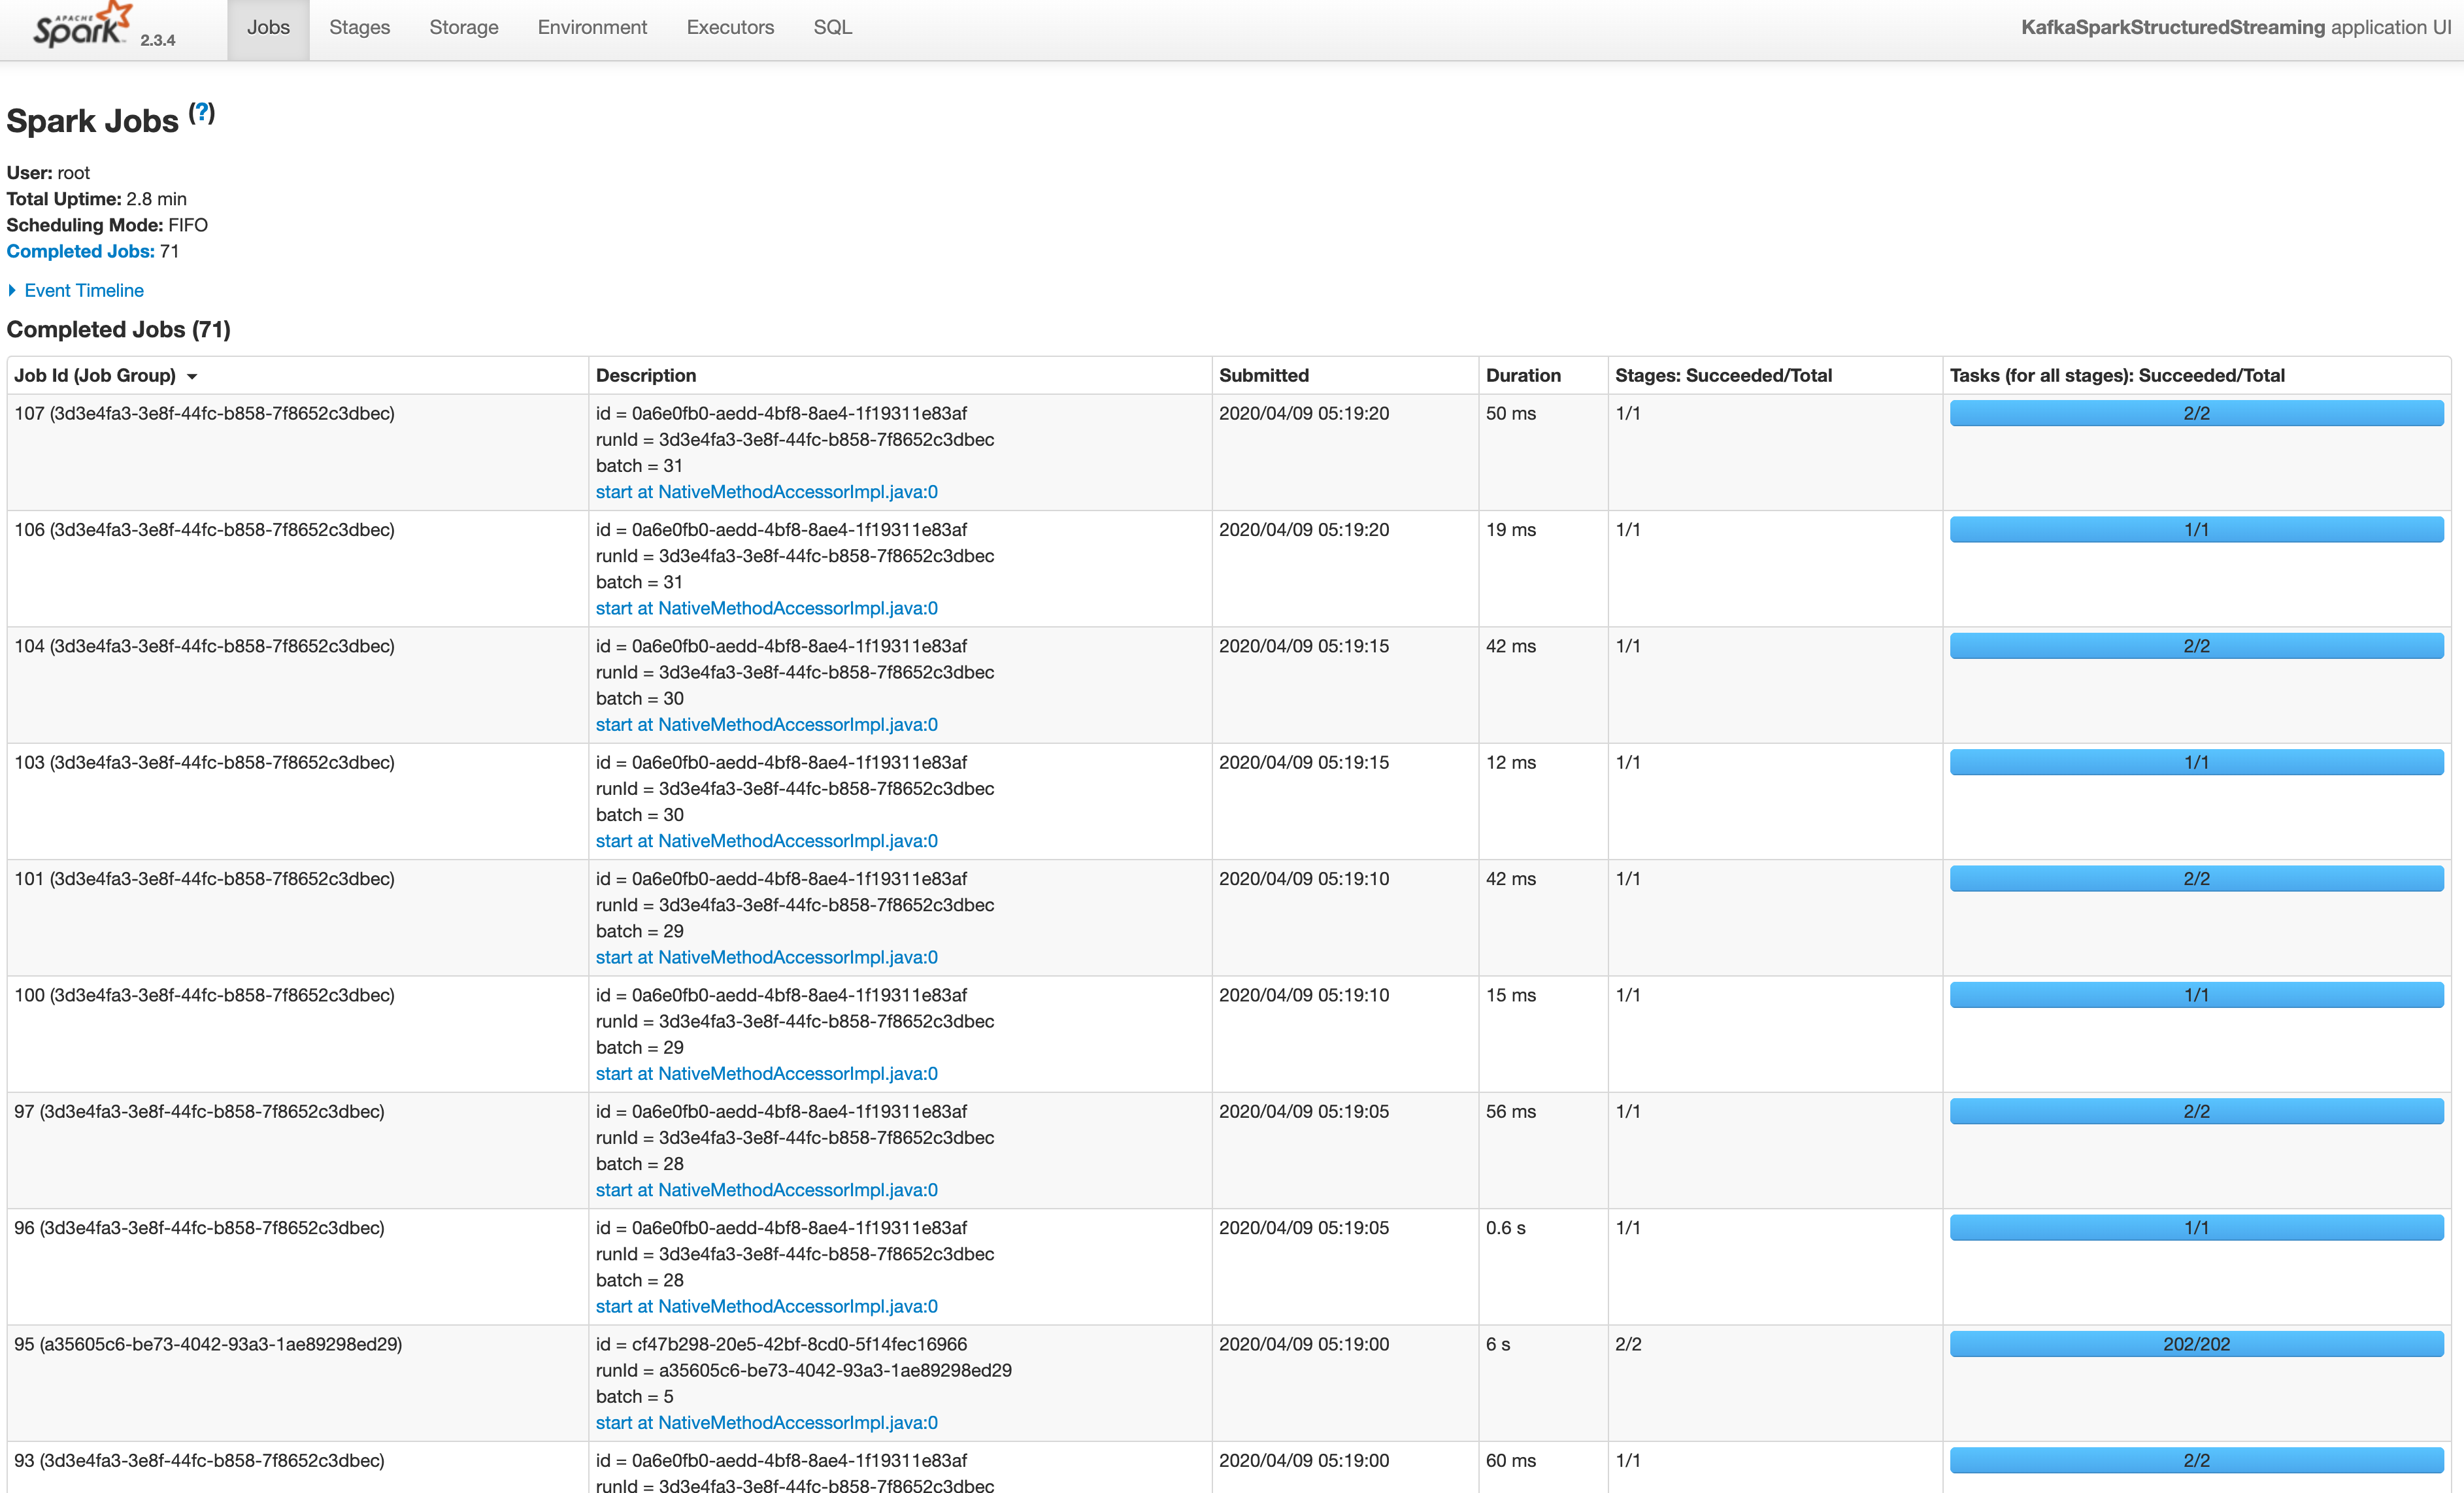 APACHE
Spark 2.3.4 Jobs Stages Storage Environment Executors SQL KafkaSparkStructuredStreaming application UI
Spark Jobs (?)
User: root
Total Uptime: 2.8 min
Scheduling Mode: FIFO
Completed Jobs: 71
Event Timeline
Completed Jobs (71)
Job Id (Job Group) Description Submitted Duration Stages: Succeeded/Total Tasks (for all stages): Succeeded/Total
107 (3d3e4fa3-3e8f-44fc-b858-7f8652c3dbec) id = 0a6e0fb0-aedd-4bf8-8ae4-1f19311e83af 2020/04/09 05:19:20 50 ms 1/1 2/2
runId = 3d3e4fa3-3e8f-44fc-b858-7f8652c3dbec
batch = 31
start at NativeMethodAccessorImpl.java:0
106 (3d3e4fa3-3e8f-44fc-b858-7f8652c3dbec) id = 0a6e0fb0-aedd-4bf8-8ae4-1f19311e83af 2020/04/09 05:19:20 19 ms 1/1 1/1
runId = 3d3e4fa3-3e8f-44fc-b858-7f8652c3dbec
batch = 31
start at NativeMethodAccessorImpl.java:0
104 (3d3e4fa3-3e8f-44fc-b858-7f8652c3dbec) id = 0a6e0fb0-aedd-4bf8-8ae4-1f19311e83af 2020/04/09 05:19:15 42 ms 1/1 2/2
runId = 3d3e4fa3-3e8f-44fc-b858-7f8652c3dbec
batch = 30
start at NativeMethodAccessorImpl.java:0
103 (3d3e4fa3-3e8f-44fc-b858-7f8652c3dbec) id = 0a6e0fb0-aedd-4bf8-8ae4-1f19311e83af 2020/04/09 05:19:15 12 ms 1/1 1/1
runId = 3d3e4fa3-3e8f-44fc-b858-7f8652c3dbec
batch = 30
start at NativeMethodAccessorImpl.java:0
101 (3d3e4fa3-3e8f-44fc-b858-7f8652c3dbec) id = 0a6e0fb0-aedd-4bf8-8ae4-1f19311e83af 2020/04/09 05:19:10 42 ms 1/1 2/2
runId = 3d3e4fa3-3e8f-44fc-b858-7f8652c3dbec
batch = 29
start at NativeMethodAccessorImpl.java:0
100 (3d3e4fa3-3e8f-44fc-b858-7f8652c3dbec) id = 0a6e0fb0-aedd-4bf8-8ae4-1f19311e83af 2020/04/09 05:19:10 15 ms 1/1 1/1
runId = 3d3e4fa3-3e8f-44fc-b858-7f8652c3dbec
batch = 29
start at NativeMethodAccessorImpl.java:0
97 (3d3e4fa3-3e8f-44fc-b858-7f8652c3dbec) id = 0a6e0fb0-aedd-4bf8-8ae4-1f19311e83af 2020/04/09 05:19:05 56 ms 1/1 2/2
runId = 3d3e4fa3-3e8f-44fc-b858-7f8652c3dbec
batch = 28
start at NativeMethodAccessorImpl.java:0
96 (3d3e4fa3-3e8f-44fc-b858-7f8652c3dbec) id = 0a6e0fb0-aedd-4bf8-8ae4-1f19311e83af 2020/04/09 05:19:05 0.6 s 1/1 1/1
runId = 3d3e4fa3-3e8f-44fc-b858-7f8652c3dbec
batch = 28
start at NativeMethodAccessorImpl.java:0
95 (a35605c6-be73-4042-93a3-1ae89298ed29) id = cf47b298-20e5-42bf-8cd0-5f14fec16966 2020/04/09 05:19:00 6 s 2/2 202/202
runId = a35605c6-be73-4042-93a3-1ae89298ed29
batch = 5
start at NativeMethodAccessorImpl.java:0
93 (3d3e4fa3-3e8f-44fc-b858-7f8652c3dbec) id = 0a6e0fb0-aedd-4bf8-8ae4-1f19311e83af 2020/04/09 05:19:00 60 ms 1/1 2/2
runId = 3d3e4fa3-3e8f-44fc-b858-7f8652c3dbec